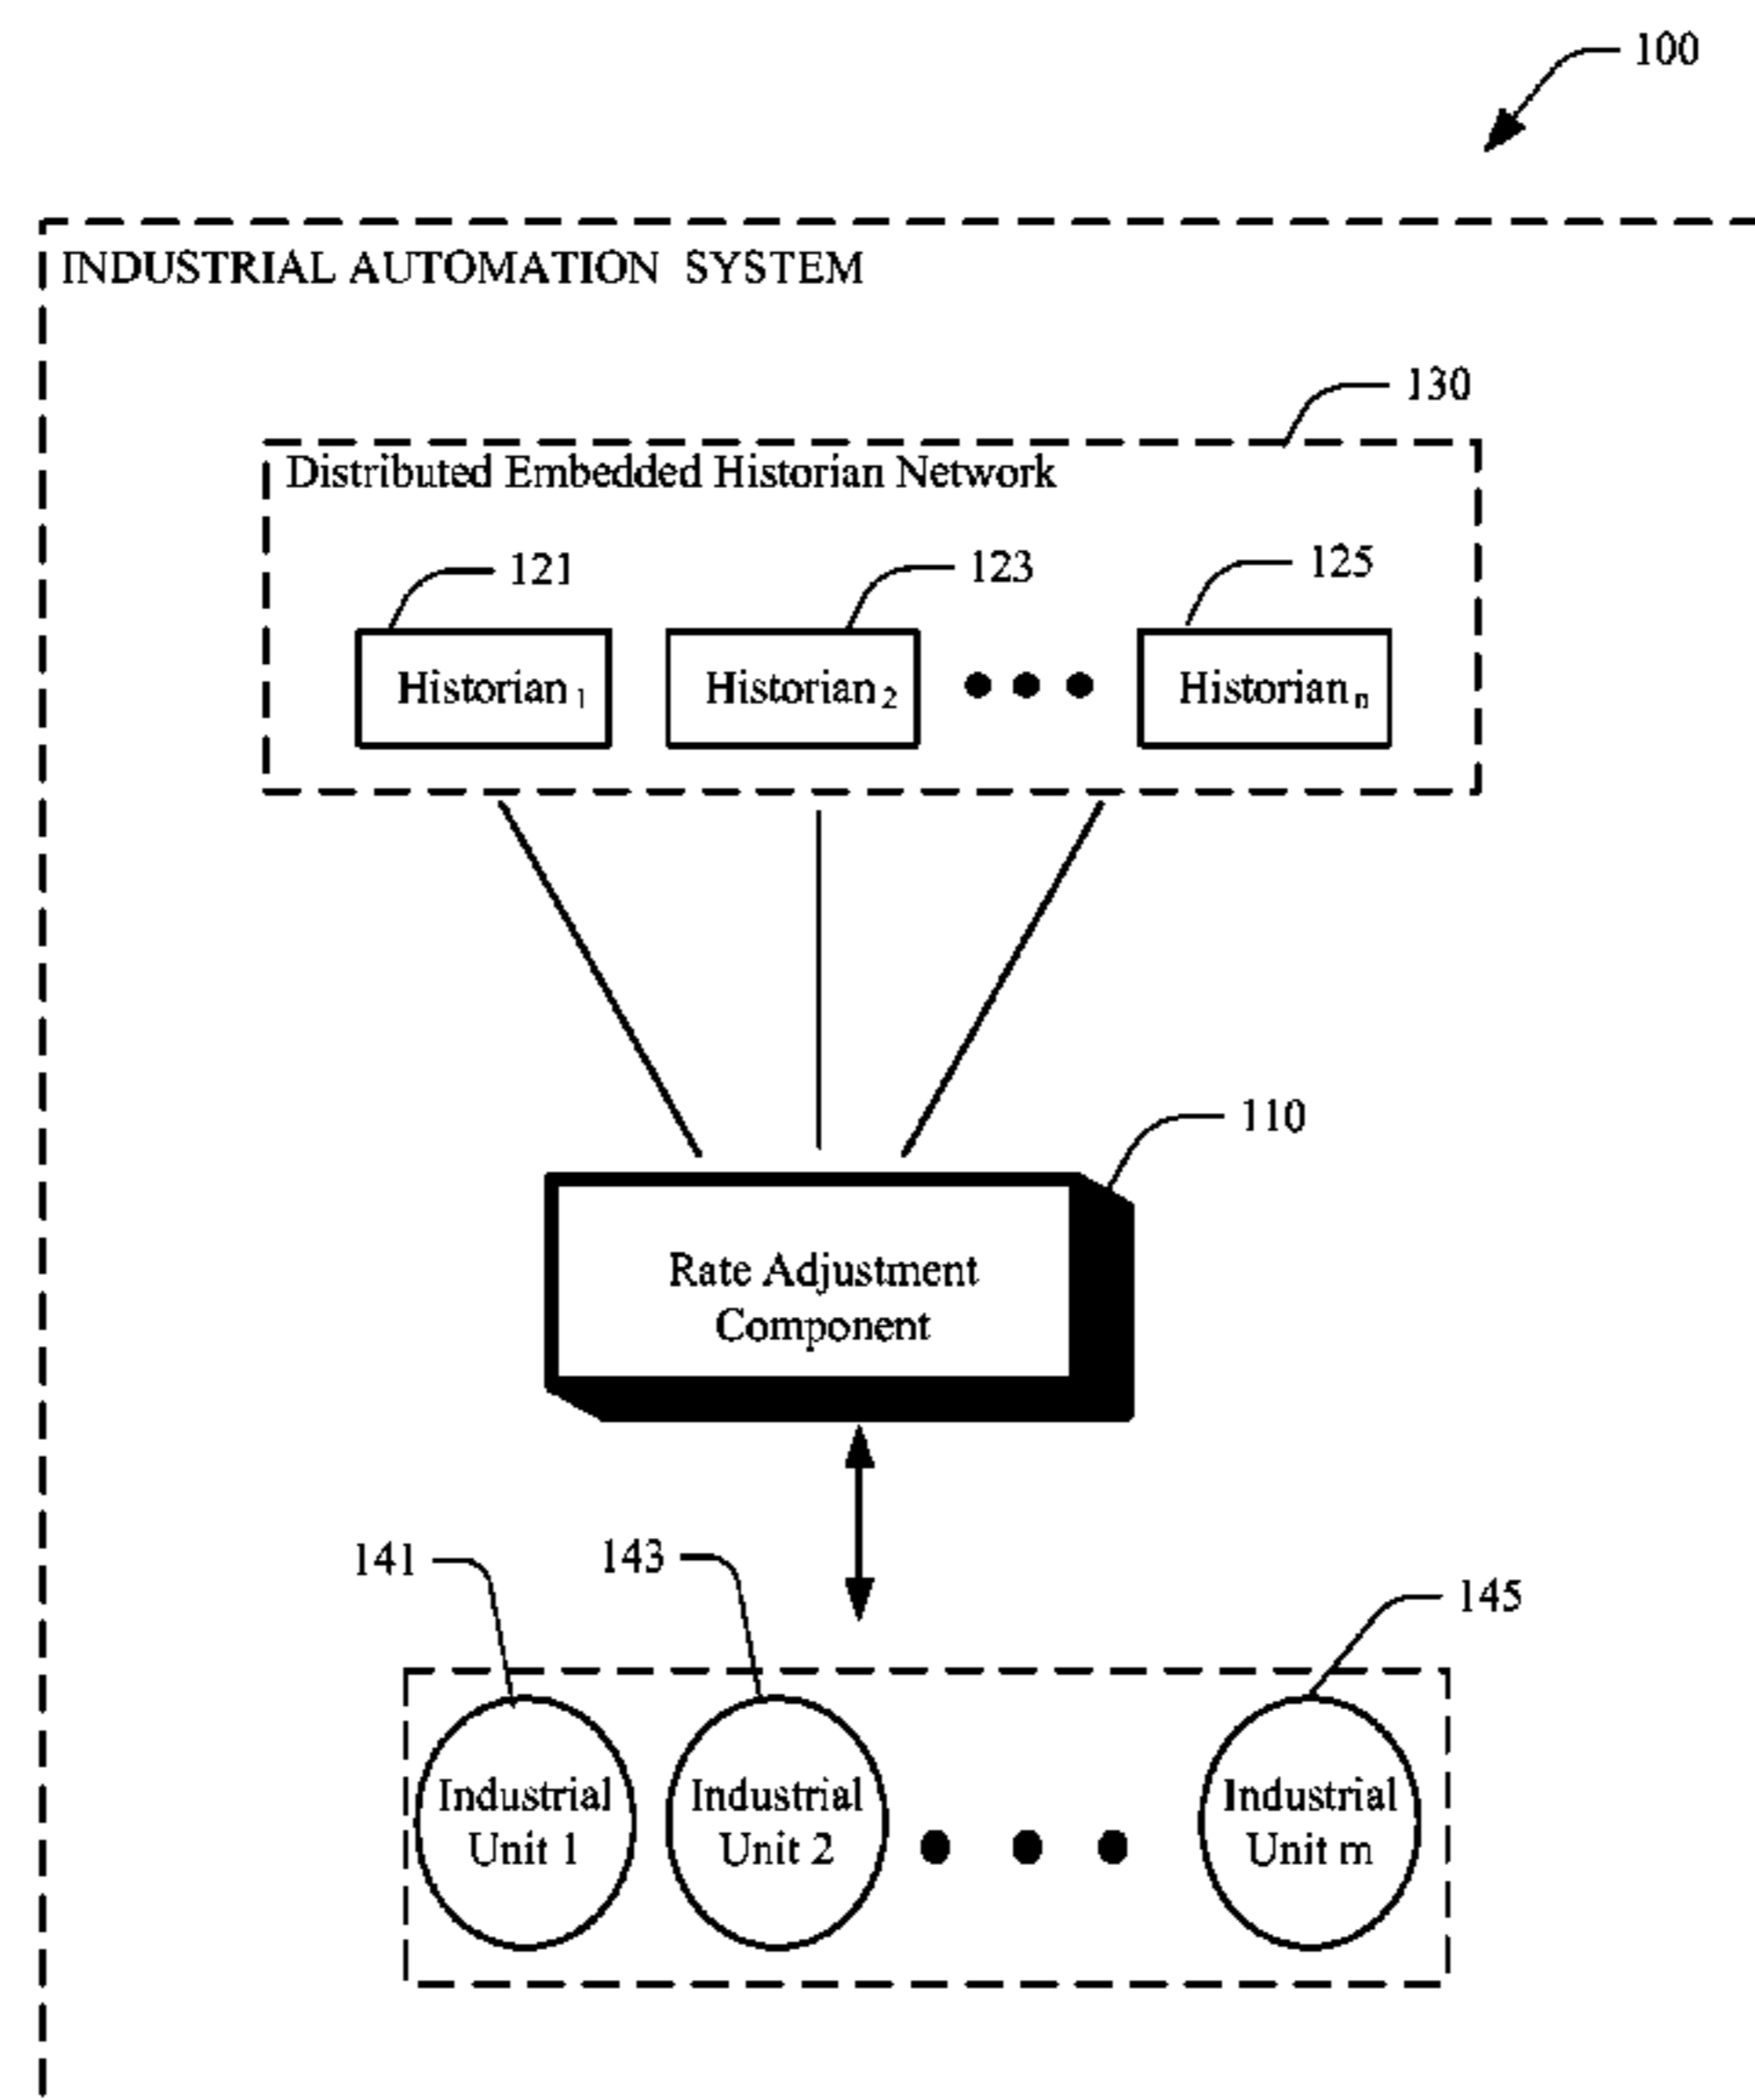 100
INDUSTRIAL AUTOMATION SYSTEM
130
Distributed Embedded Historian Network
121
123
125
Historian 1
Historian 2
Historian n
110
Rate Adjustment
Component
141
143
145
Industrial
Unit 1
Industrial
Unit 2
Industrial
Unit m